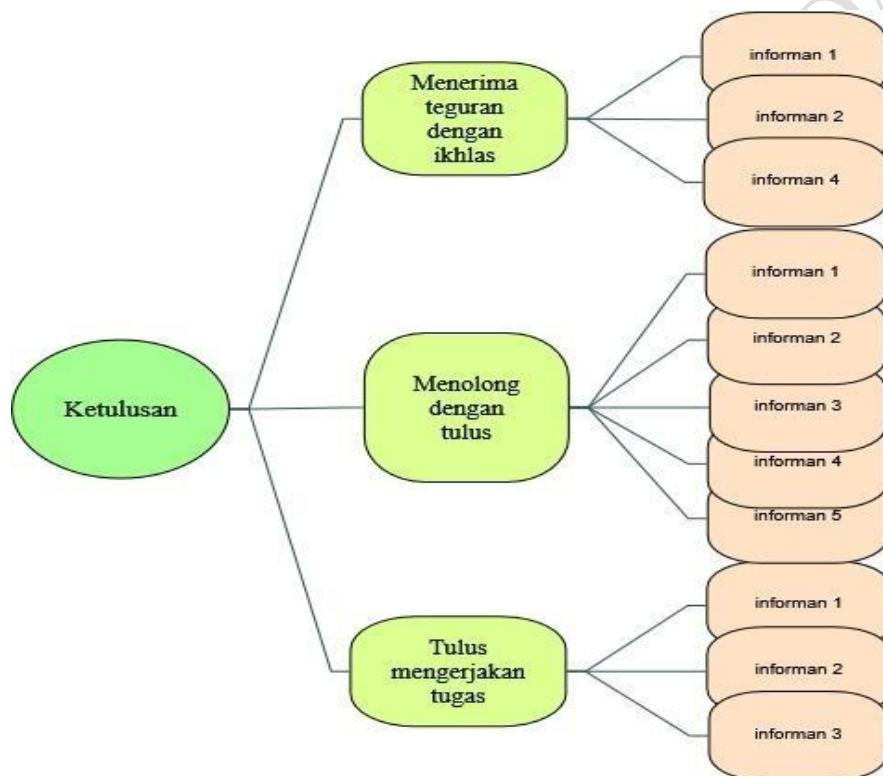 Ketulusan
Menerima
teguran
dengan
ikhlas
informan 1
informan 2
informan 4
Menolong
dengan
tulus
informan 1
informan 2
informan 3
informan 4
informan 5
Tulus
mengerjakan
tugas
informan 1
informan 2
informan 3